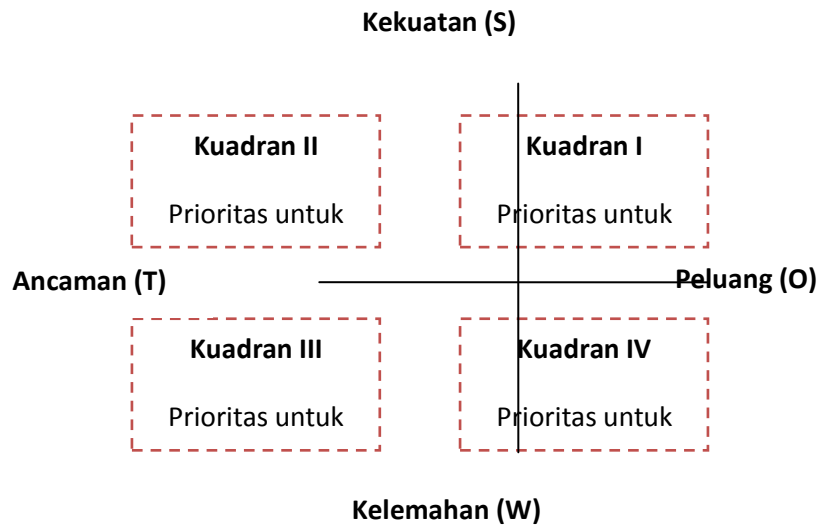 Kekuatan (S)
Kuadran II
Kuadran I
Prioritas untuk
Prioritas untuk
Ancaman (T)
Peluang (O)
Kuadran III
Kuadran IV
Prioritas untuk
Prioritas untuk
Kelemahan (W)